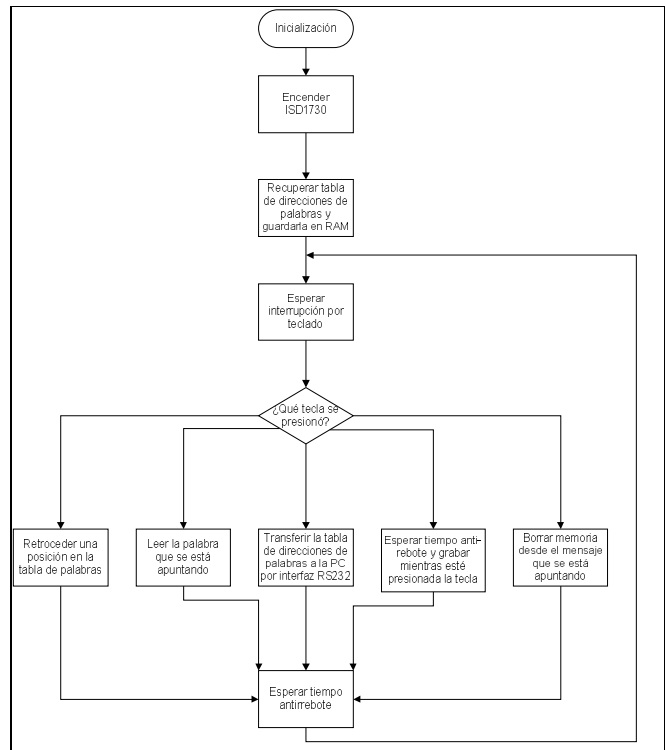 Inicialización
Encender
ISD1730
Recuperar tabla
de direcciones de
palabras y
guardarla en RAM
Esperar
interrupción por
teclado
¿Qué tecla se
presionó?
Retroceder una
posición en la
tabla de palabras
Leer la palabra
que se está
apuntando
Transferir la tabla
de direcciones de
palabras a la PC
por interfaz RS232
Esperar tiempo anti-
rebote y grabar
mientras esté
presionada la tecla
Borrar memoria
desde el mensaje
que se está
apuntando
Esperar tiempo
antirrebote